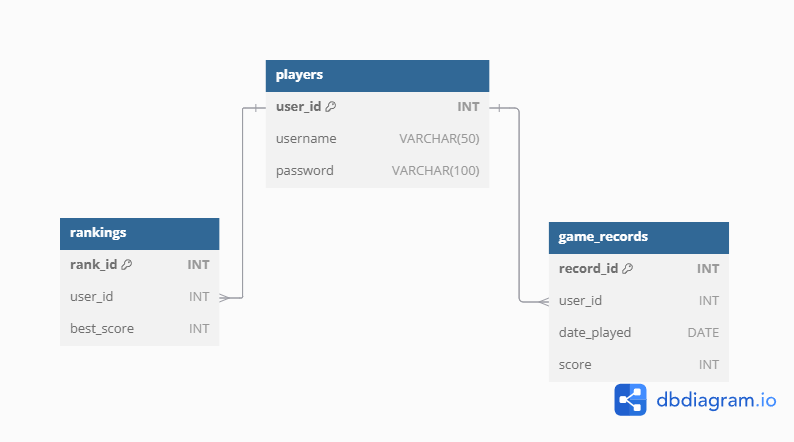 players
user_id INT
username VARCHAR(50)
password VARCHAR(100)
rankings
rank_id INT
user_id INT
best_score INT
game_records
record_id INT
user_id INT
date_played DATE
score INT
dbdiagram.io